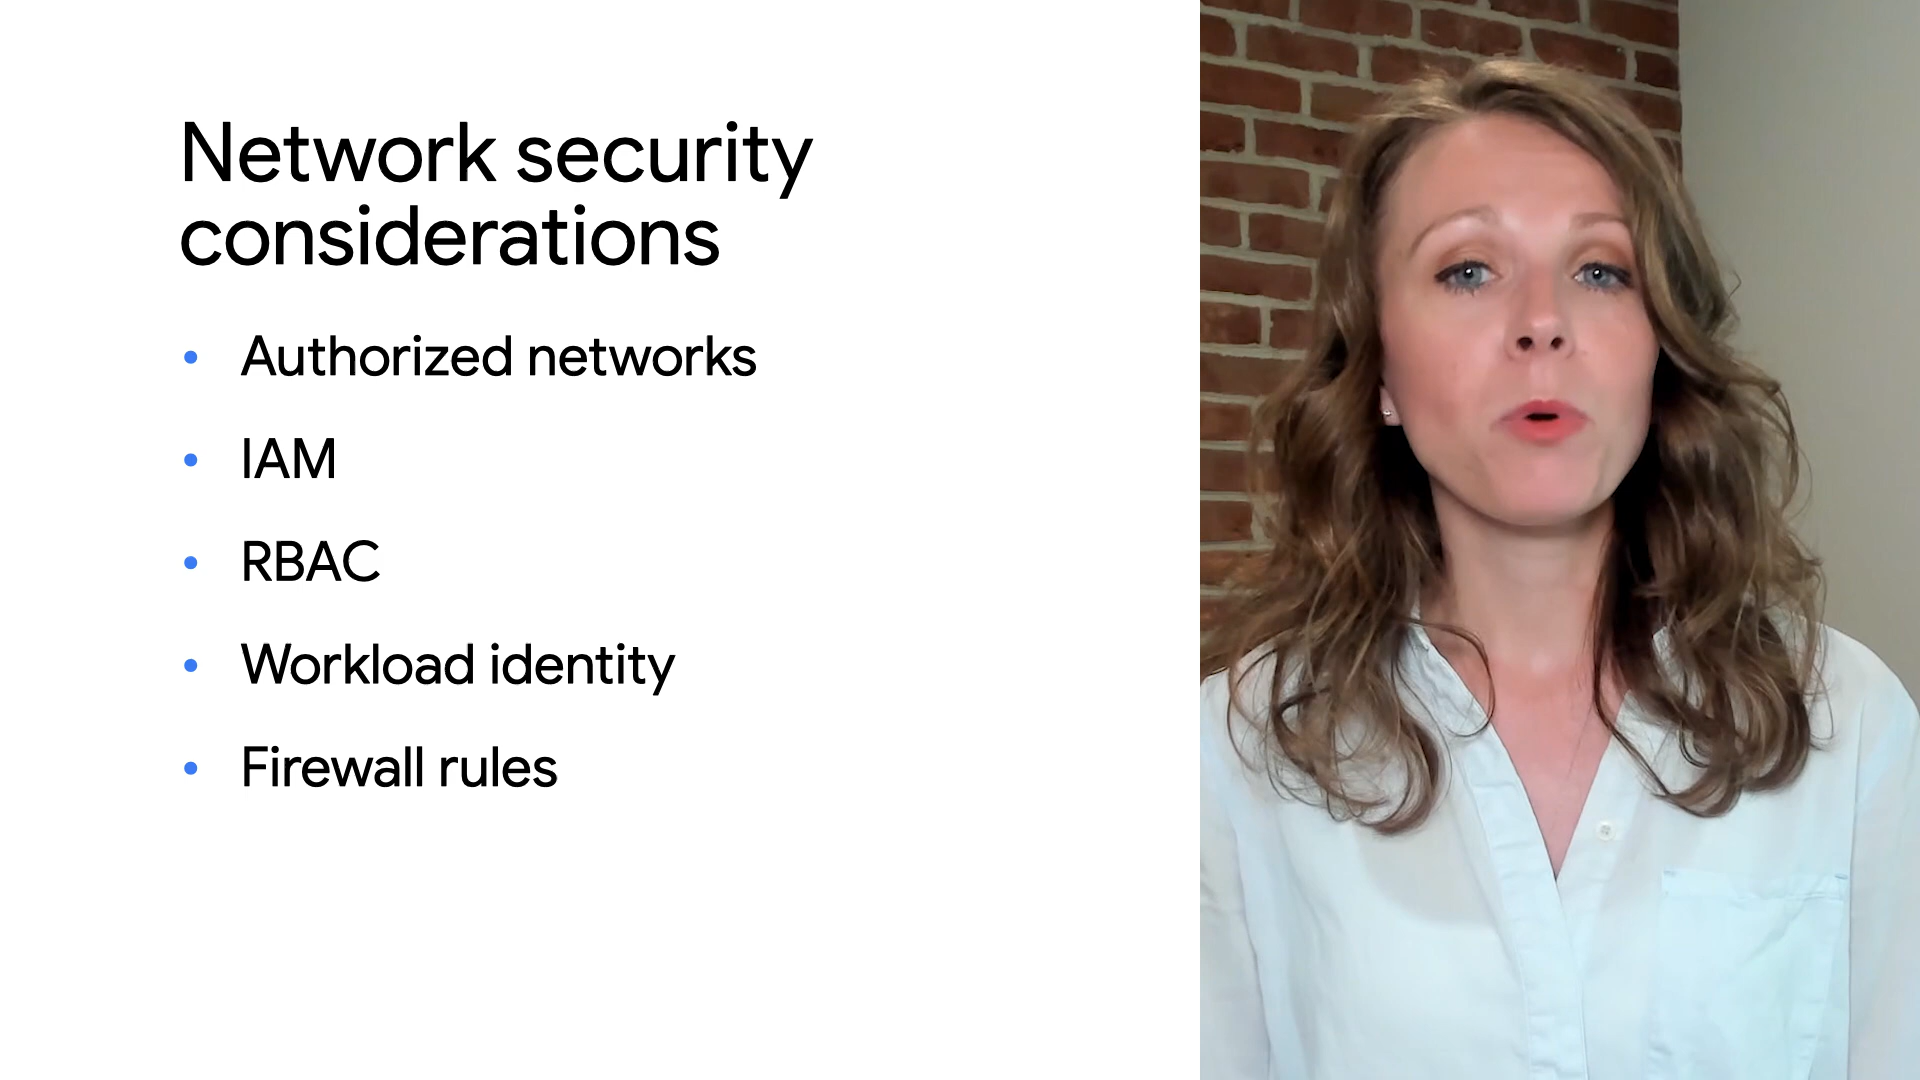 Network security
considerations
• Authorized networks
• IAM
• RBAC
• Workload identity
• Firewall rules